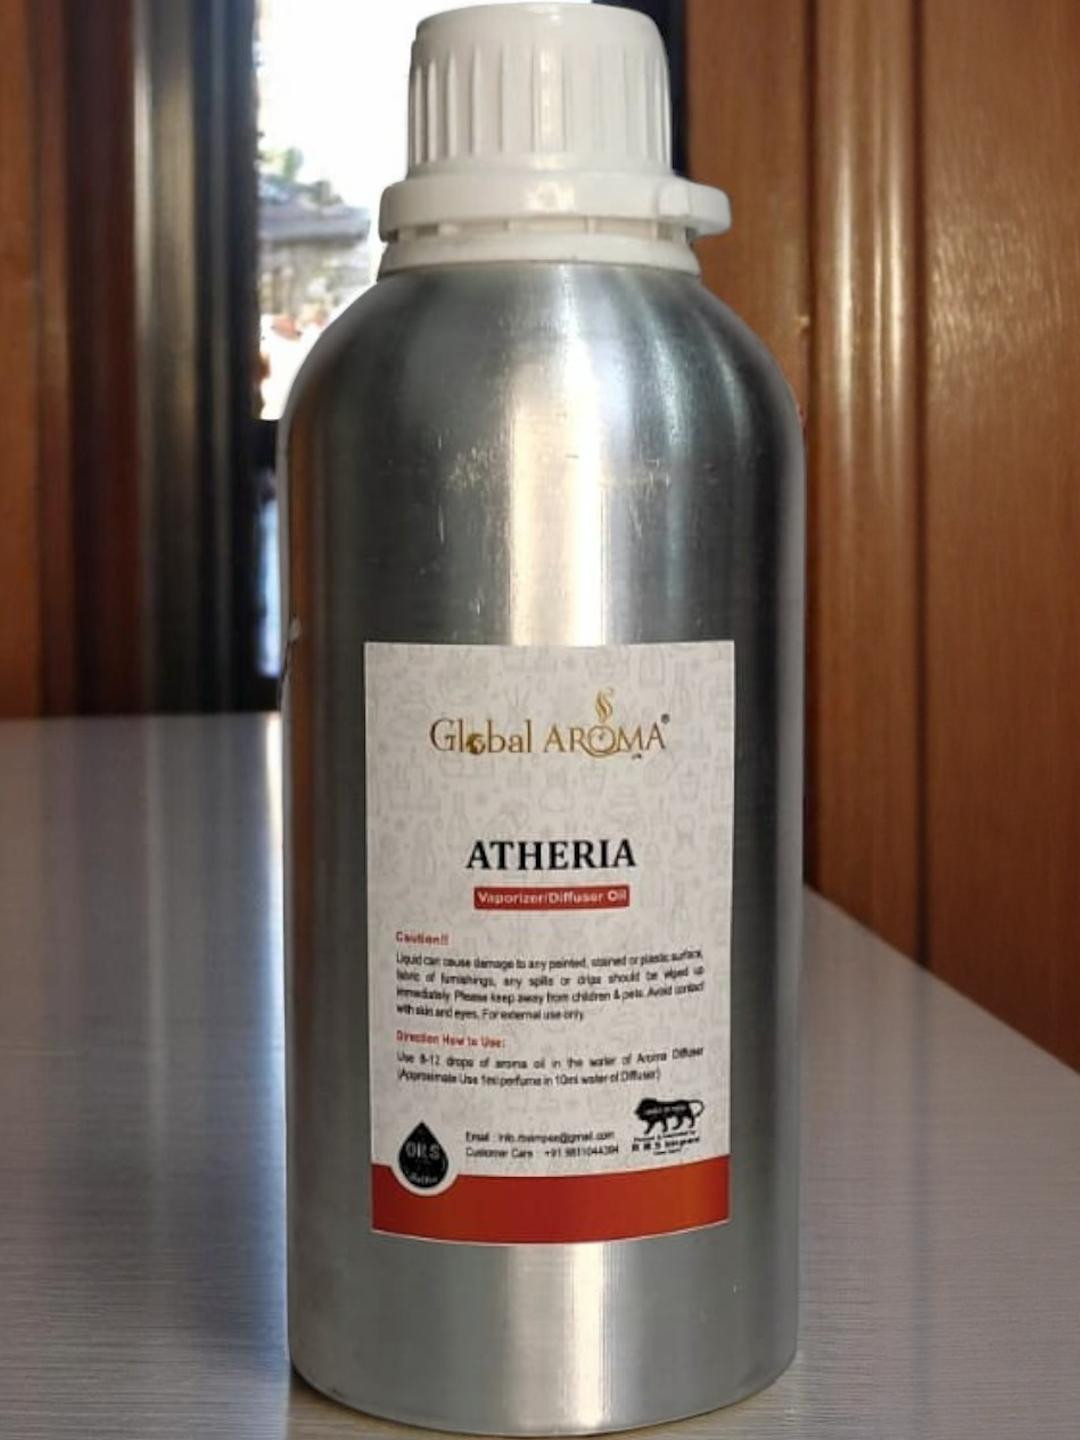 Global AROMA®
ATHERIA
Vaporizer/Diffuser Oil
Caution!!
Liquid can cause damage to any painted, stained or plastic surface,
fabric of furnishings, any spills or drips should be wiped up
immediately. Please keep away from children & pets. Avoid contact
with skin and eyes. For external use only.
Direction How to Use:
Use 8-12 drops of aroma oil in the water of Aroma Diffuser
(Approximate Use 1ml perfume in 10ml water of Diffuser)
Email :
Customer Care : +91 9811044394